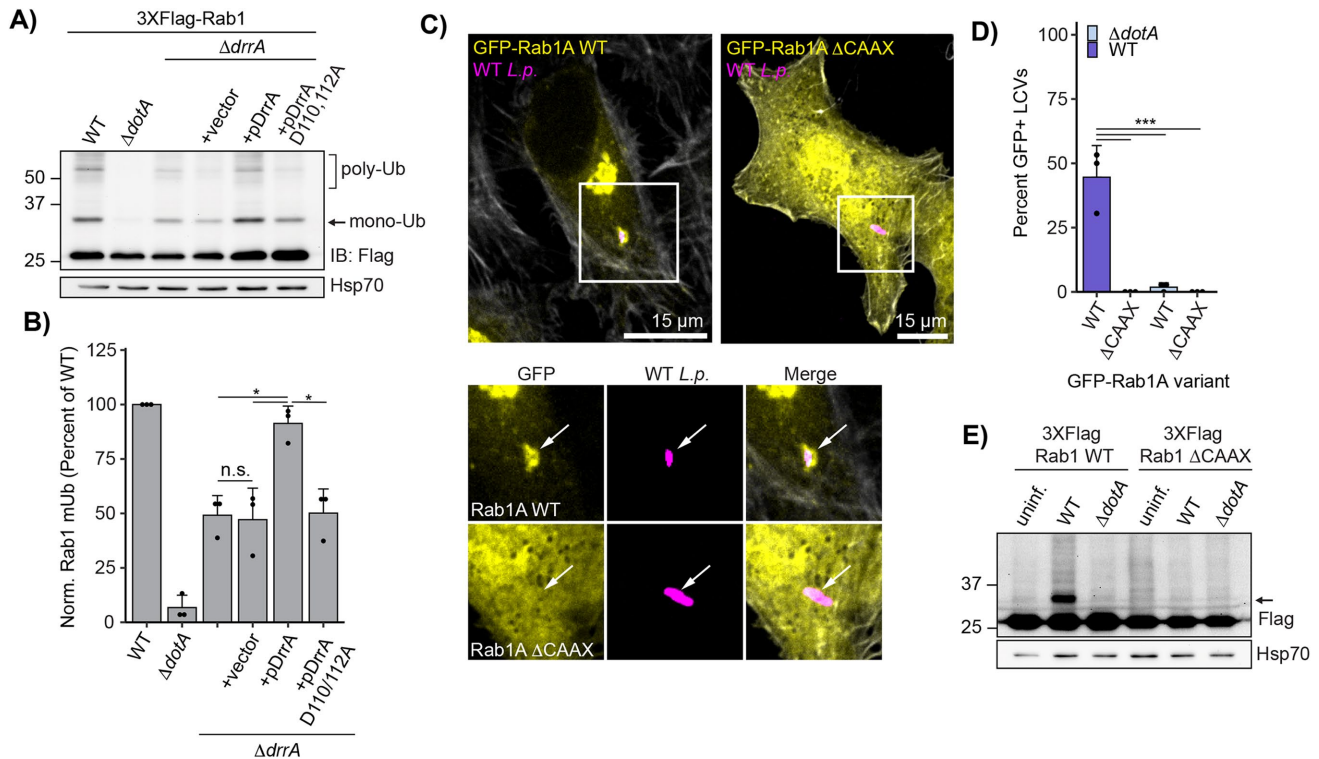 A)
3XFlag-Rab1
ΔdrrA
WT
ΔdotA
+vector
+pDrrA
+pDrrA
D110,112A
50
37
25
poly-Ub
mono-Ub
IB: Flag
Hsp70
B)
Norm. Rab1 mUb (Percent of WT)
125
100
75
50
25
0
n.s.
*
*
WT
ΔdotA
+vector
+pDrrA
+pDrrA
D110/112A
ΔdrrA
C)
GFP-Rab1A WT
WT L.p.
15 µm
GFP-Rab1A ΔCAAX
WT L.p.
15 µm
GFP
WT L.p.
Merge
Rab1A WT
Rab1A ΔCAAX
D)
ΔdotA
WT
Percent GFP+ LCVs
100
75
50
25
0
***
WT
ΔCAAX
WT
ΔCAAX
GFP-Rab1A variant
E)
3XFlag
Rab1 WT
3XFlag
Rab1 ΔCAAX
uninf.
WT
ΔdotA
uninf.
WT
ΔdotA
37
25
Flag
Hsp70